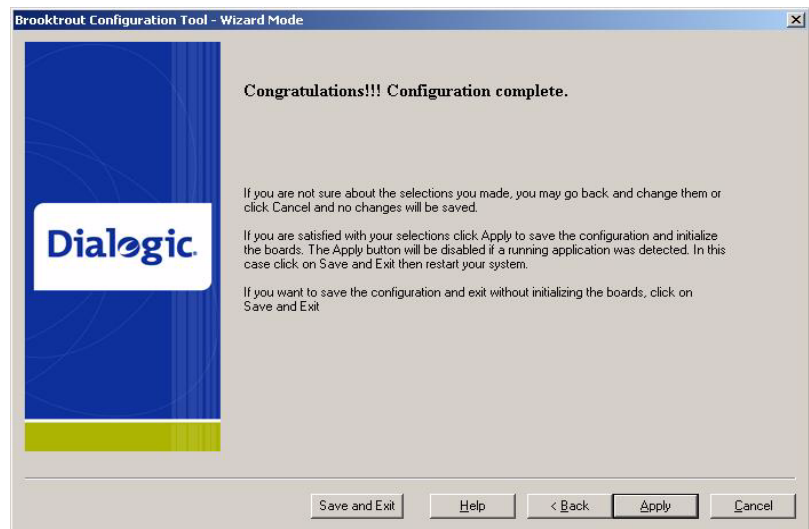 Brooktrout Configuration Tool - Wizard Mode
Congratulations!!! Configuration complete.
If you are not sure about the selections you made, you may go back and change them or
click Cancel and no changes will be saved.
Dialogic.
If you are satisfied with your selections click Apply to save the configuration and initialize
the boards. The Apply button will be disabled if a running application was detected. In this
case click on Save and Exit then restart your system.
If you want to save the configuration and exit without initializing the boards, click on
Save and Exit
Save and Exit
Help
< Back
Apply
Cancel